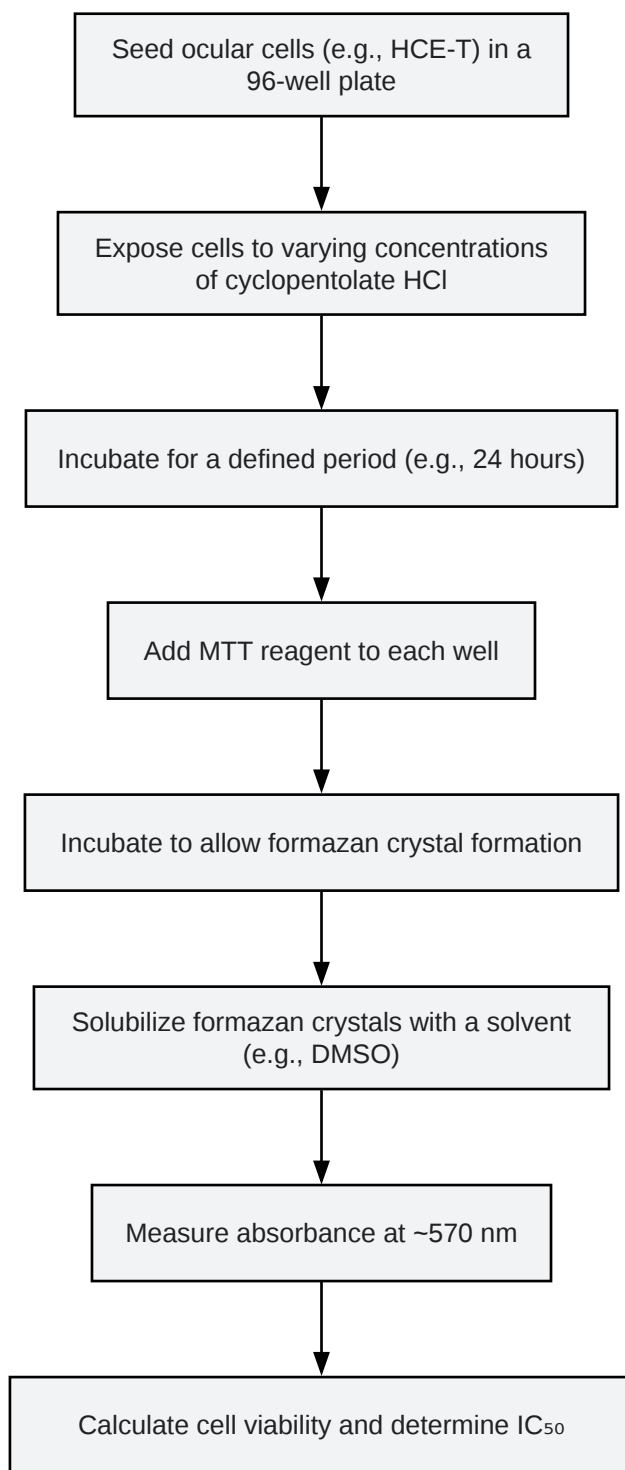 Seed ocular cells (e.g., HCE-T) in a
96-well plate
Expose cells to varying concentrations
of cyclopentolate HCl
Incubate for a defined period (e.g., 24 hours)
Add MTT reagent to each well
Incubate to allow formazan crystal formation
Solubilize formazan crystals with a solvent
(e.g., DMSO)
Measure absorbance at ~570 nm
Calculate cell viability and determine IC₅₀